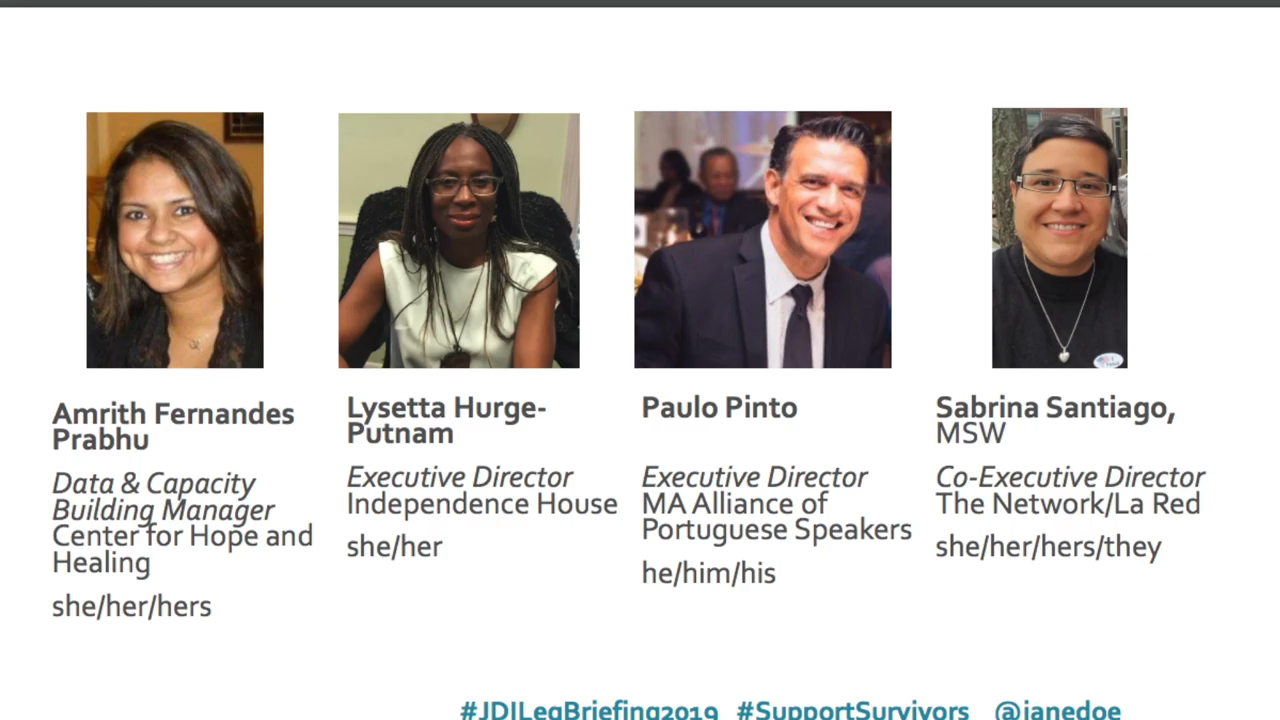 Amrith Fernandes
Prabhu
Data & Capacity
Building Manager
Center for Hope and
Healing
she/her/hers
Lysetta Hurge-
Putnam
Executive Director
Independence House
she/her
Paulo Pinto
Executive Director
MA Alliance of
Portuguese Speakers
he/him/his
Sabrina Santiago,
MSW
Co-Executive Director
The Network/La Red
she/her/hers/they
#JDILegBriefing2019 #SupportSurvivors @janedoe